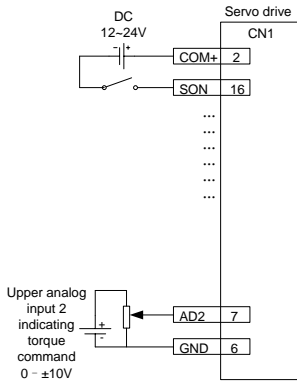 DC
12~24V
- +
Servo drive
CN1
COM+ 2
SON 16
...
...
...
...
...
...
Upper analog
input 2
indicating
torque
command
0 - ±10V
+
-
AD2 7
GND 6